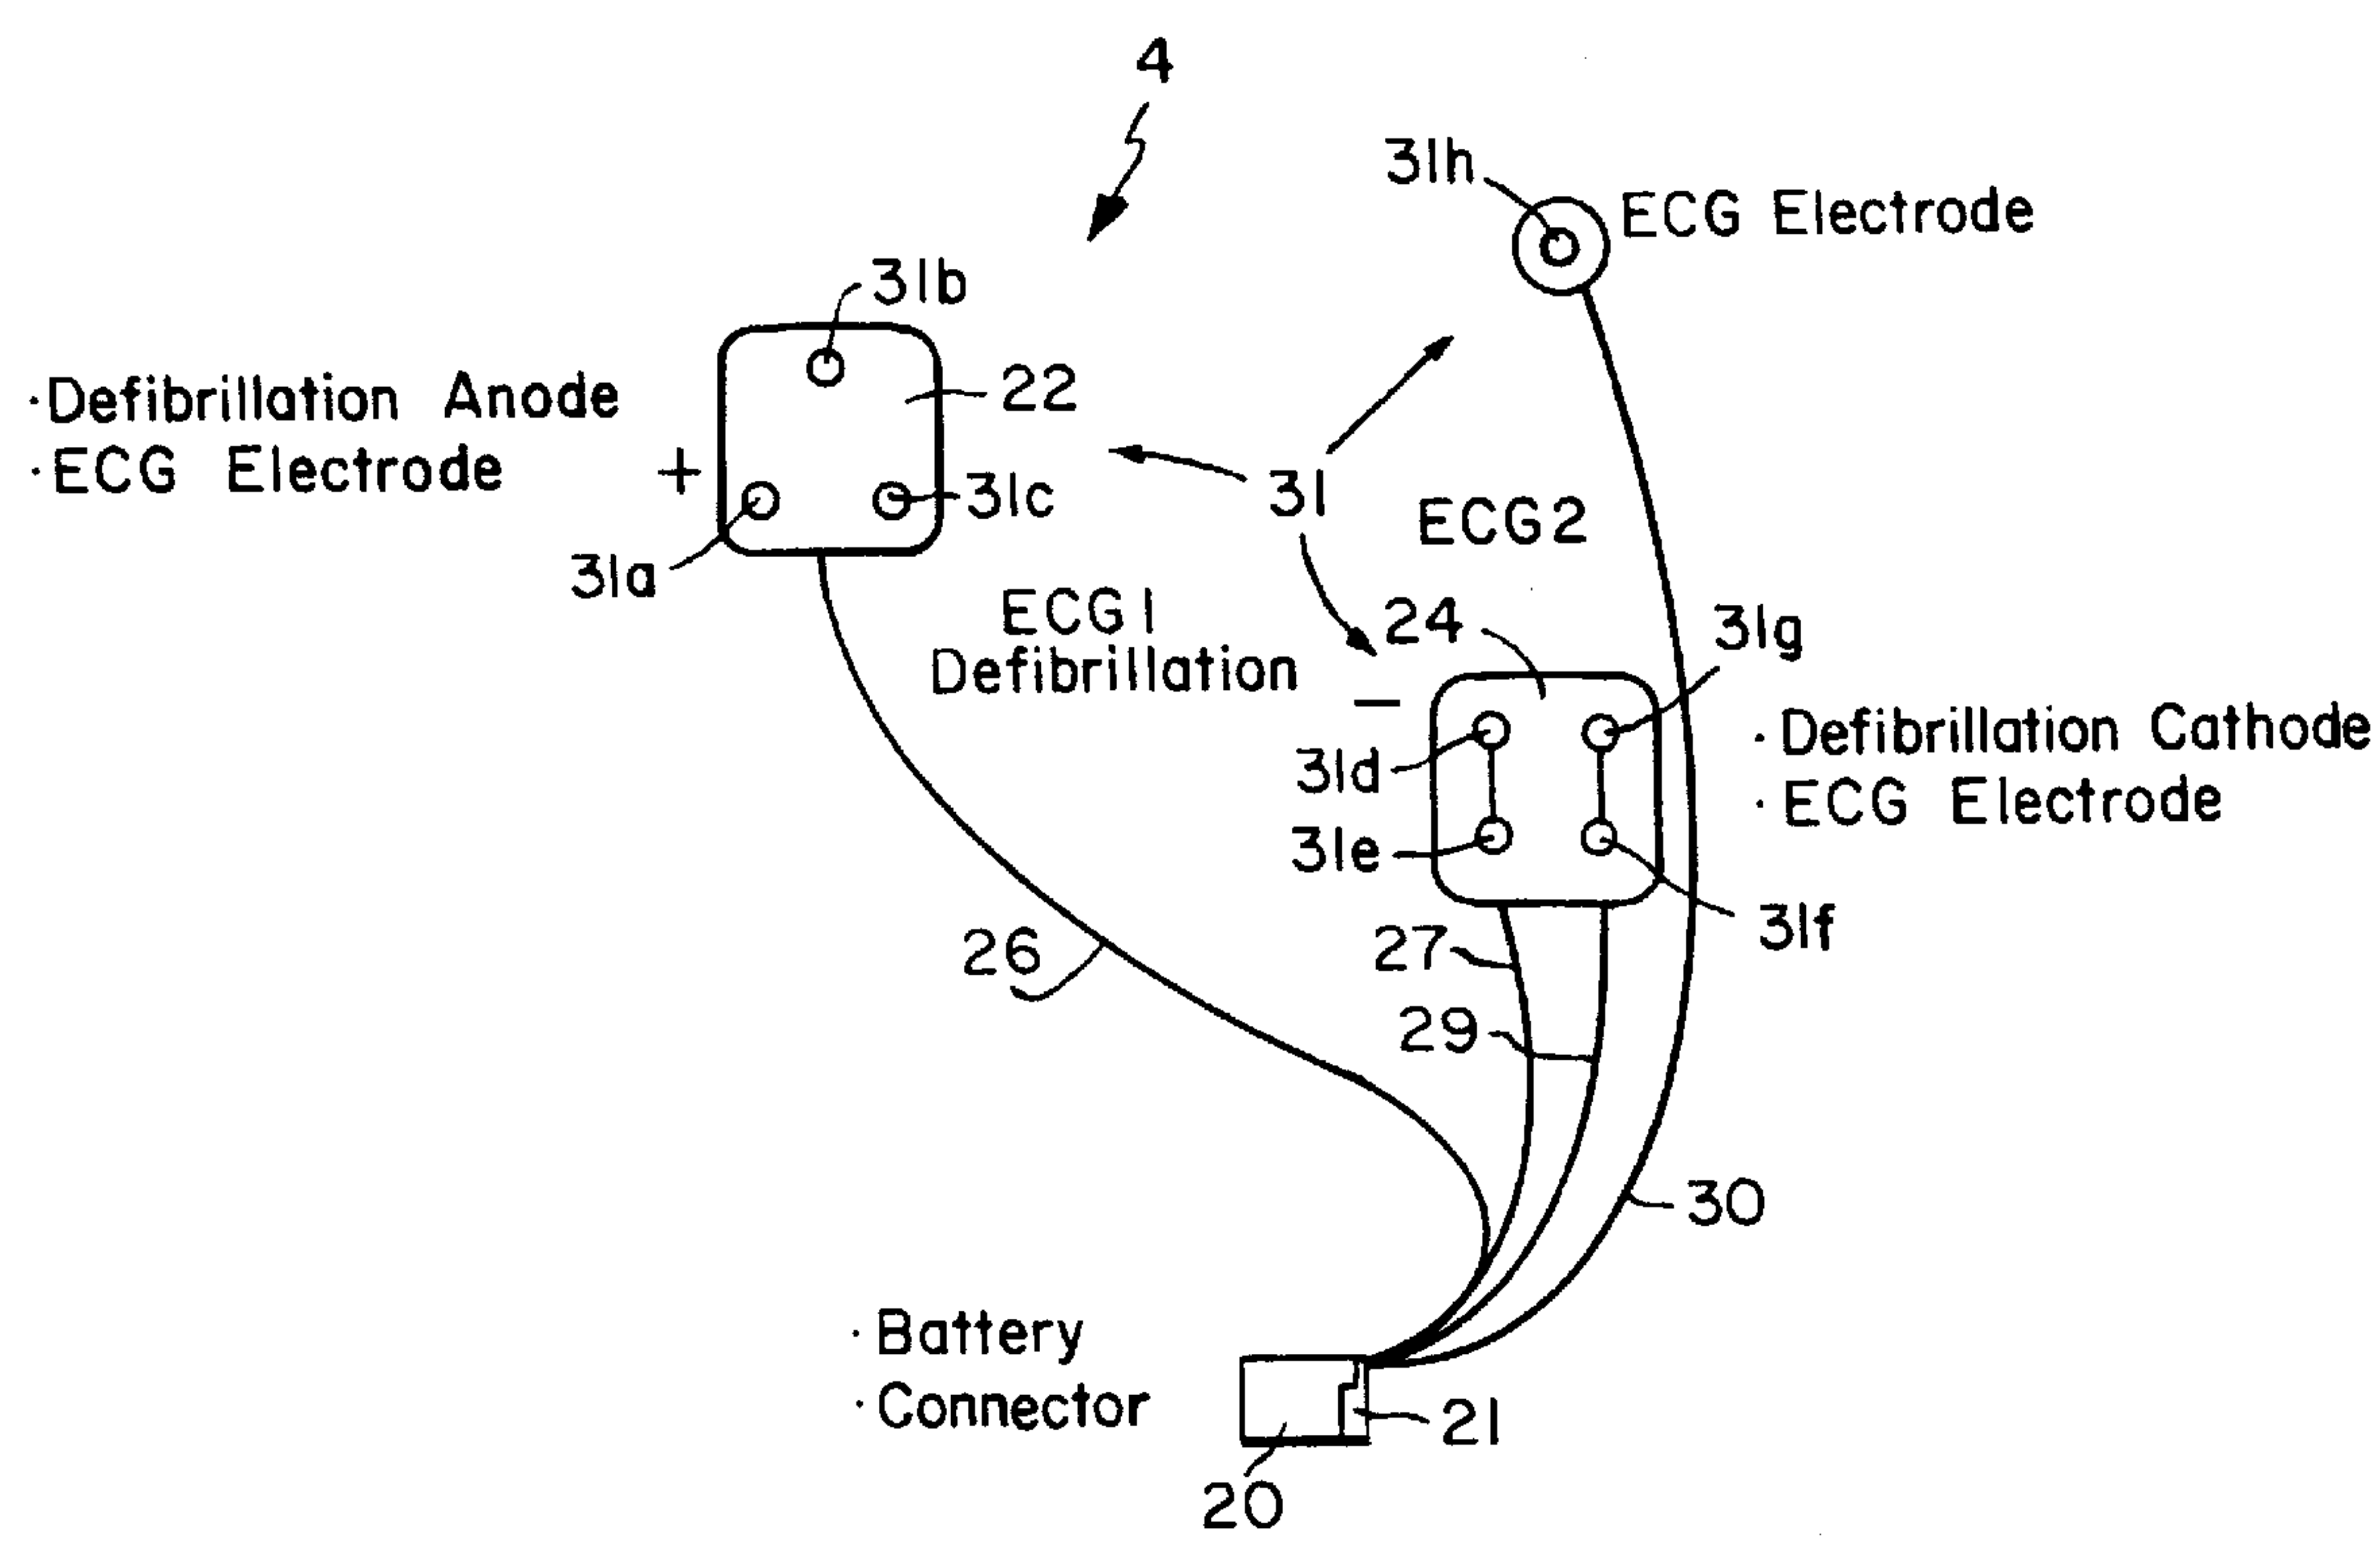 4
31h
ECG Electrode
31b
22
·Defibrillation Anode
·ECG Electrode
+
31c
31
31a
ECG2
ECG1
Defibrillation
24
31g
−
31d
· Defibrillation Cathode
· ECG Electrode
31e
31f
26
27
29
30
·Battery
·Connector
21
20